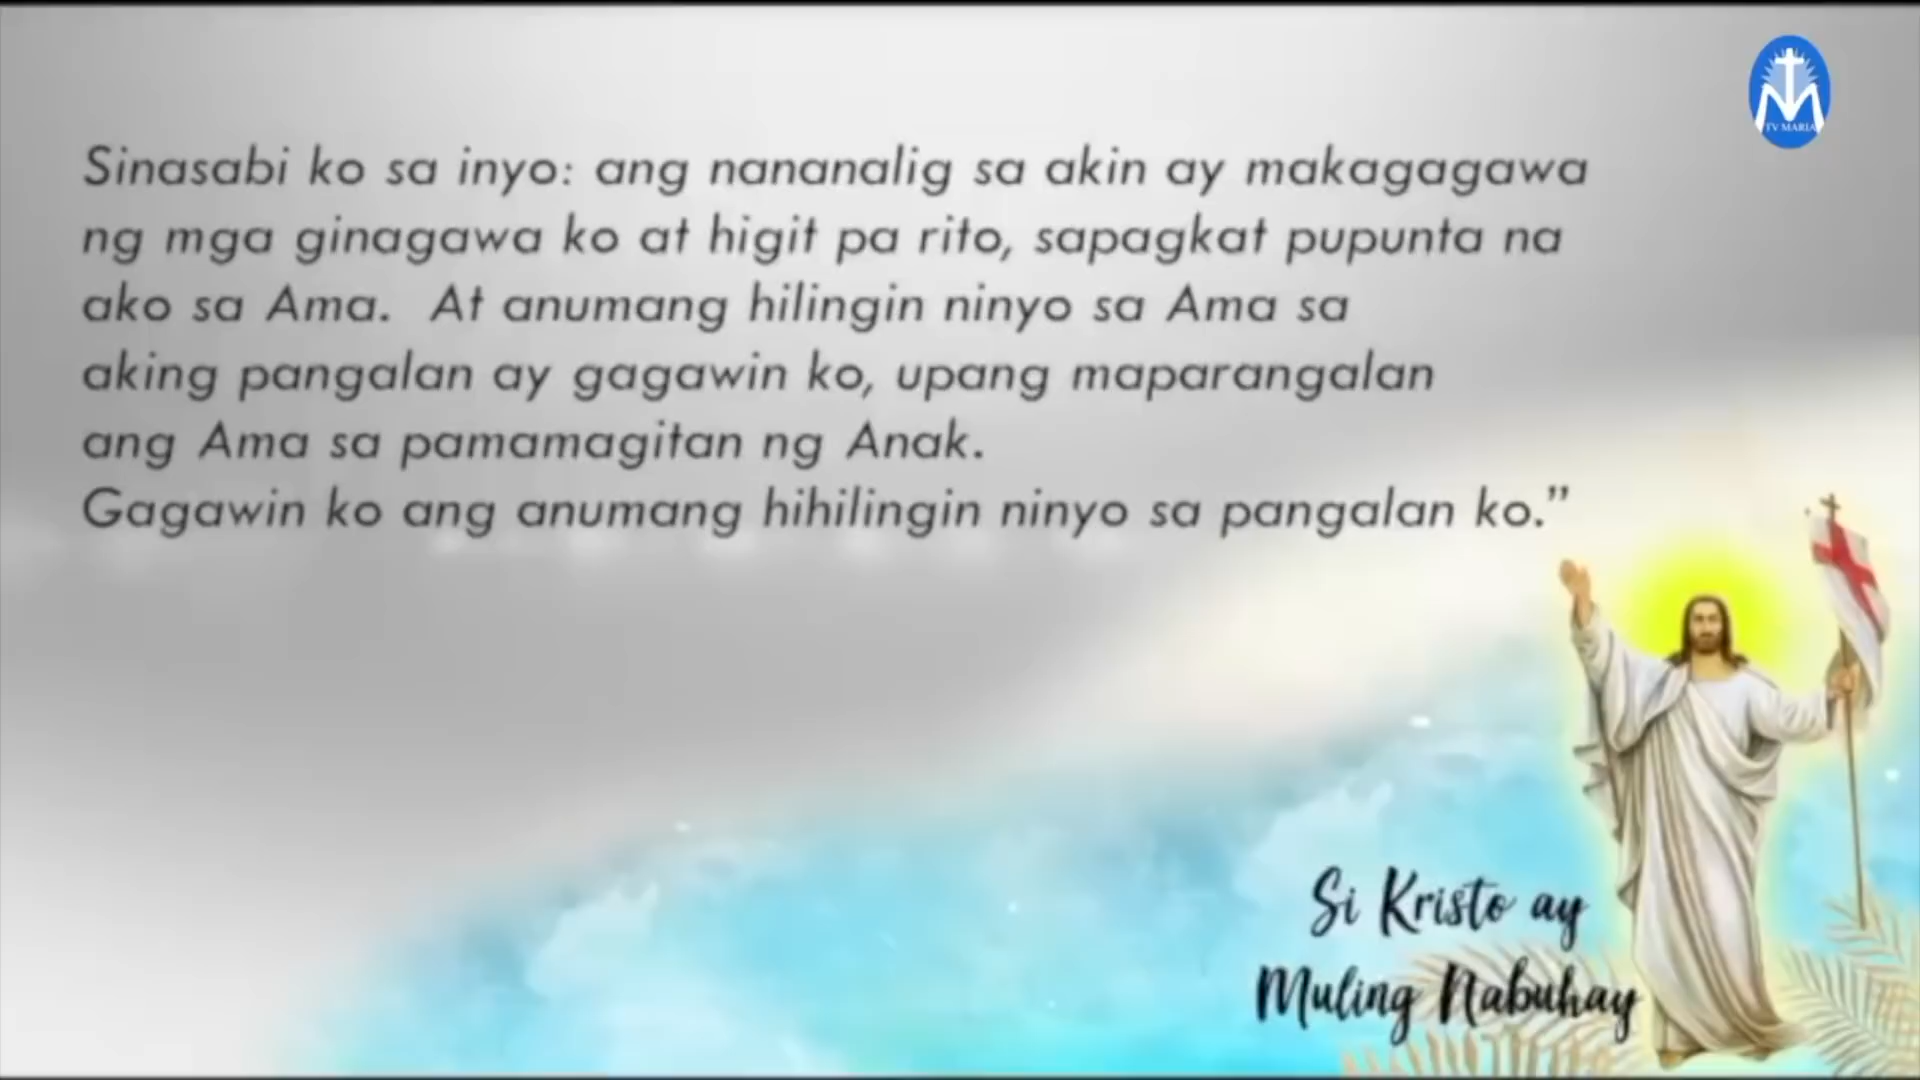 TV MARIA
Sinasabi ko sa inyo: ang nananalig sa akin ay makagagawa
ng mga ginagawa ko at higit pa rito, sapagkat pupunta na
ako sa Ama.  At anumang hilingin ninyo sa Ama sa
aking pangalan ay gagawin ko, upang maparangalan
ang Ama sa pamamagitan ng Anak.
Gagawin ko ang anumang hihilingin ninyo sa pangalan ko.”
Si Kristo ay
Muling Nabuhay